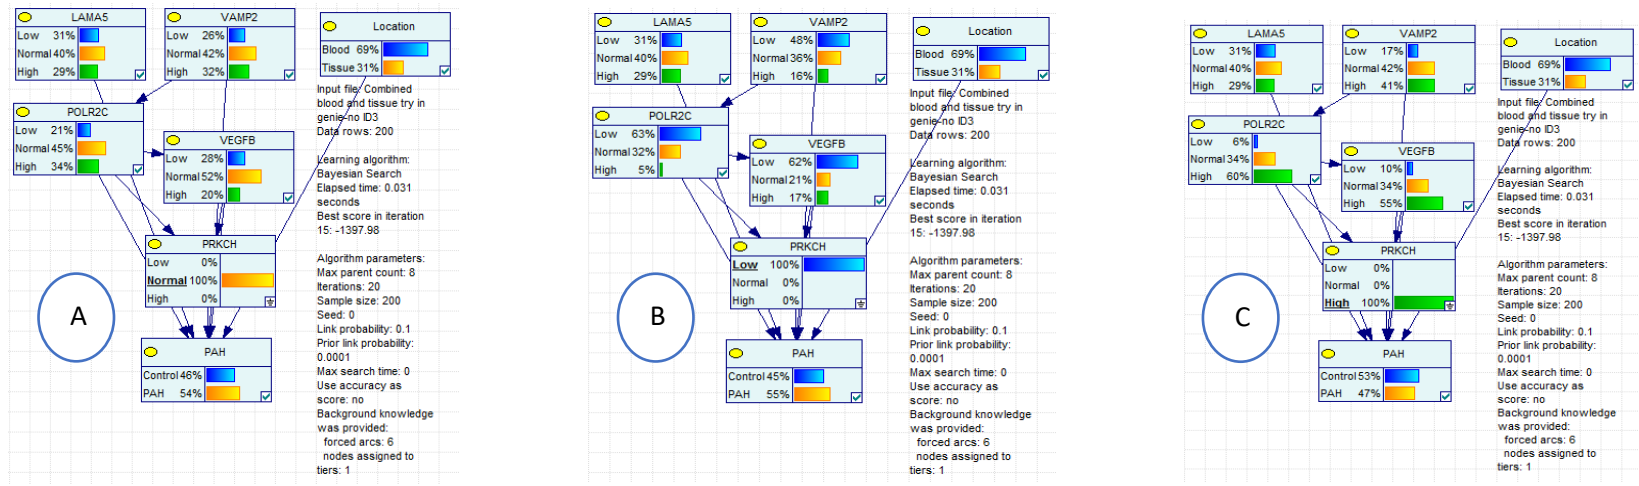 LAMA5
Low 31%
Normal 40%
High 29%
VAMP2
Low 26%
Normal 42%
High 32%
Location
Blood 69%
Tissue 31%
POLR2C
Low 21%
Normal 45%
High 34%
VEGFB
Low 28%
Normal 52%
High 20%
PRKCH
Low 0%
Normal 100%
High 0%
PAH
Control 46%
PAH 54%
A
Input file: Combined
blood and tissue try in
genie-no ID3
Data rows: 200
Learning algorithm:
Bayesian Search
Elapsed time: 0.031
seconds
Best score in iteration
15: -1397.98
Algorithm parameters:
Max parent count: 8
Iterations: 20
Sample size: 200
Seed: 0
Link probability: 0.1
Prior link probability:
0.0001
Max search time: 0
Use accuracy as
score: no
Background knowledge
was provided:
forced arcs: 6
nodes assigned to
tiers: 1
LAMA5
Low 31%
Normal 40%
High 29%
VAMP2
Low 48%
Normal 36%
High 16%
Location
Blood 69%
Tissue 31%
POLR2C
Low 63%
Normal 32%
High 5%
VEGFB
Low 62%
Normal 21%
High 17%
PRKCH
Low 100%
Normal 0%
High 0%
PAH
Control 45%
PAH 55%
B
Input file: Combined
blood and tissue try in
genie-no ID3
Data rows: 200
Learning algorithm:
Bayesian Search
Elapsed time: 0.031
seconds
Best score in iteration
15: -1397.98
Algorithm parameters:
Max parent count: 8
Iterations: 20
Sample size: 200
Seed: 0
Link probability: 0.1
Prior link probability:
0.0001
Max search time: 0
Use accuracy as
score: no
Background knowledge
was provided:
forced arcs: 6
nodes assigned to
tiers: 1
LAMA5
Low 31%
Normal 40%
High 29%
VAMP2
Low 17%
Normal 42%
High 41%
Location
Blood 69%
Tissue 31%
POLR2C
Low 6%
Normal 34%
High 60%
VEGFB
Low 10%
Normal 34%
High 55%
PRKCH
Low 0%
Normal 0%
High 100%
PAH
Control 53%
PAH 47%
C
Input file: Combined
blood and tissue try in
genie-no ID3
Data rows: 200
Learning algorithm:
Bayesian Search
Elapsed time: 0.031
seconds
Best score in iteration
15: -1397.98
Algorithm parameters:
Max parent count: 8
Iterations: 20
Sample size: 200
Seed: 0
Link probability: 0.1
Prior link probability:
0.0001
Max search time: 0
Use accuracy as
score: no
Background knowledge
was provided:
forced arcs: 6
nodes assigned to
tiers: 1